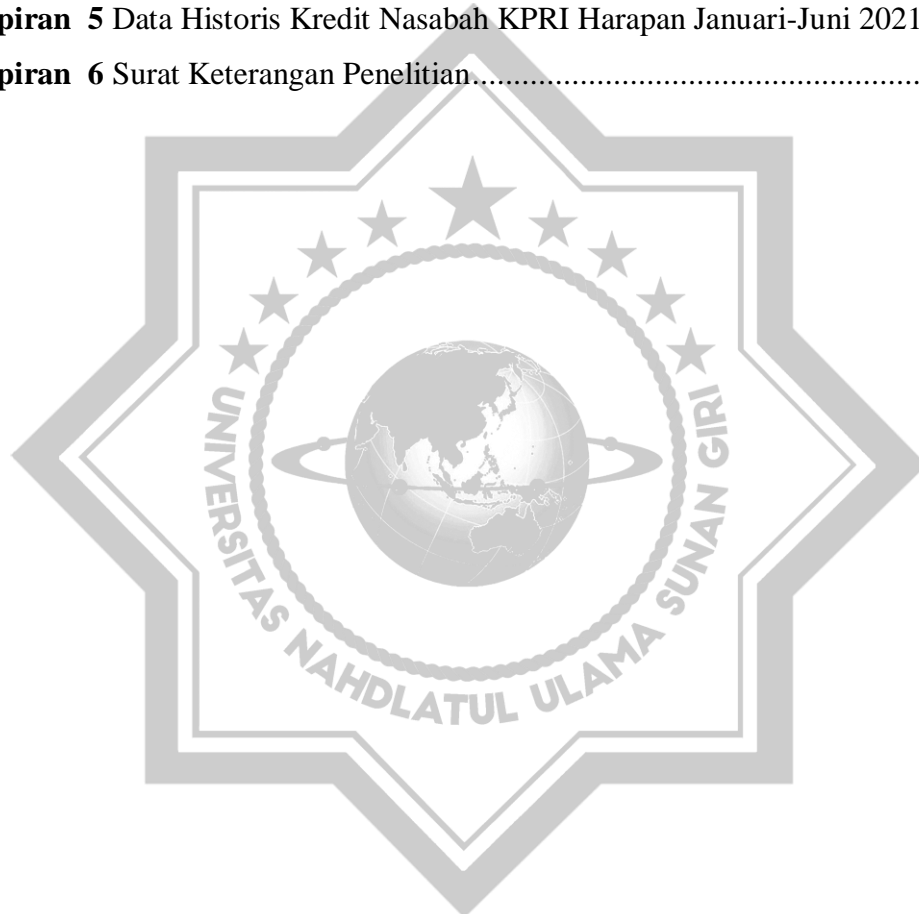 piran 5 Data Historis Kredit Nasabah KPRI Harapan Januari-Juni 2021
piran 6 Surat Keterangan Penelitian........................................................................
UNIVERSITAS NAHDLATUL ULAMA SUNAN GIRI